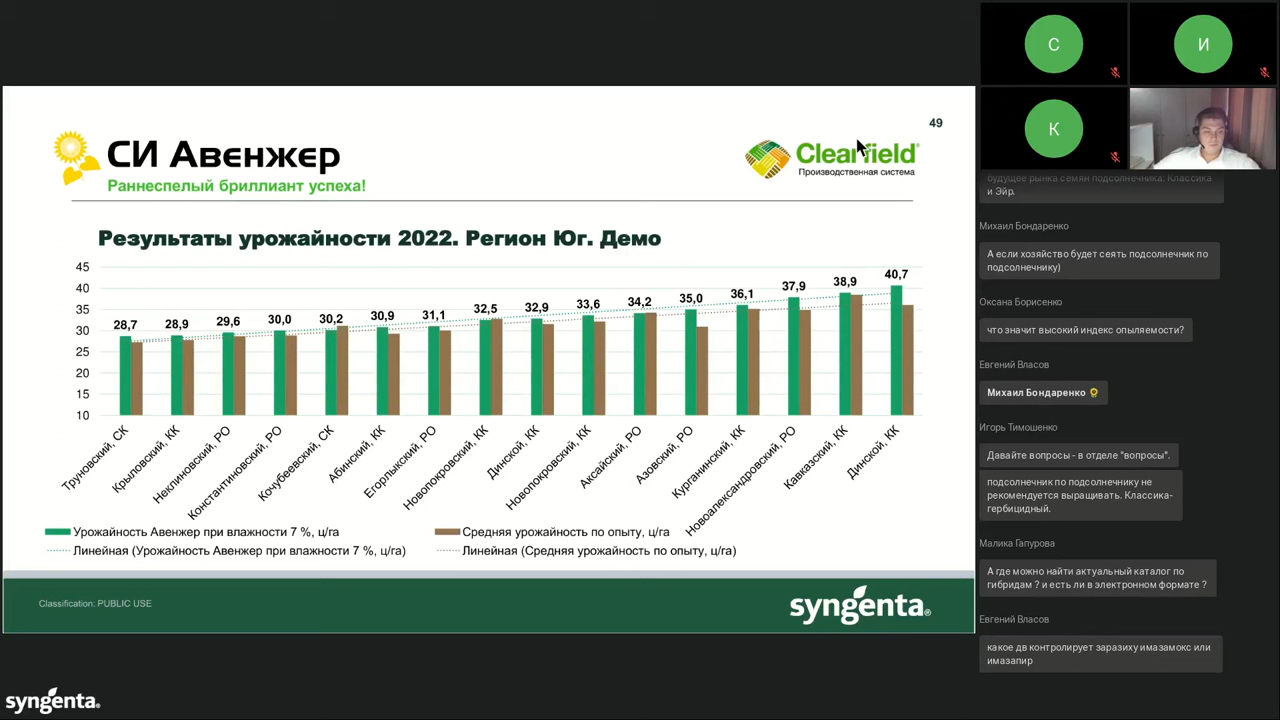 49
СИ Авенжер
Раннеспелый бриллиант успеха!
Clearfield®
Производственная система
Результаты урожайности 2022. Регион Юг. Демо
45
40
35
30
25
20
15
10
28,7
28,9
29,6
30,0
30,2
30,9
31,1
32,5
32,9
33,6
34,2
35,0
36,1
37,9
38,9
40,7
Труновский, СК
Крыловский, КК
Неклиновский, РО
Константиновский, РО
Кочубеевский, СК
Абинский, КК
Егорлыкский, РО
Новопокровский, КК
Динской, КК
Новопокровский, КК
Аксайский, РО
Азовский, РО
Курганинский, КК
Новоалександровский, РО
Кавказский, КК
Динской, КК
Урожайность Авенжер при влажности 7 %, ц/га
Средняя урожайность по опыту, ц/га
Линейная (Урожайность Авенжер при влажности 7 %, ц/га)
Линейная (Средняя урожайность по опыту, ц/га)
Classification: PUBLIC USE
syngenta®
syngenta.
С
И
К
будущее рынка семян подсолнечника. Классика
и Эйр.
Михаил Бондаренко
А если хозяйство будет сеять подсолнечник по
подсолнечнику)
Оксана Борисенко
что значит высокий индекс опыляемости?
Евгений Власов
Михаил Бондаренко 🌻
Игорь Тимошенко
Давайте вопросы - в отделе "вопросы".
подсолнечник по подсолнечнику не
рекомендуется выращивать. Классика-
гербицидный.
Малика Гапурова
А где можно найти актуальный каталог по
гибридам ? и есть ли в электронном формате ?
Евгений Власов
какое дв контролирует заразиху имазамокс или
имазапир